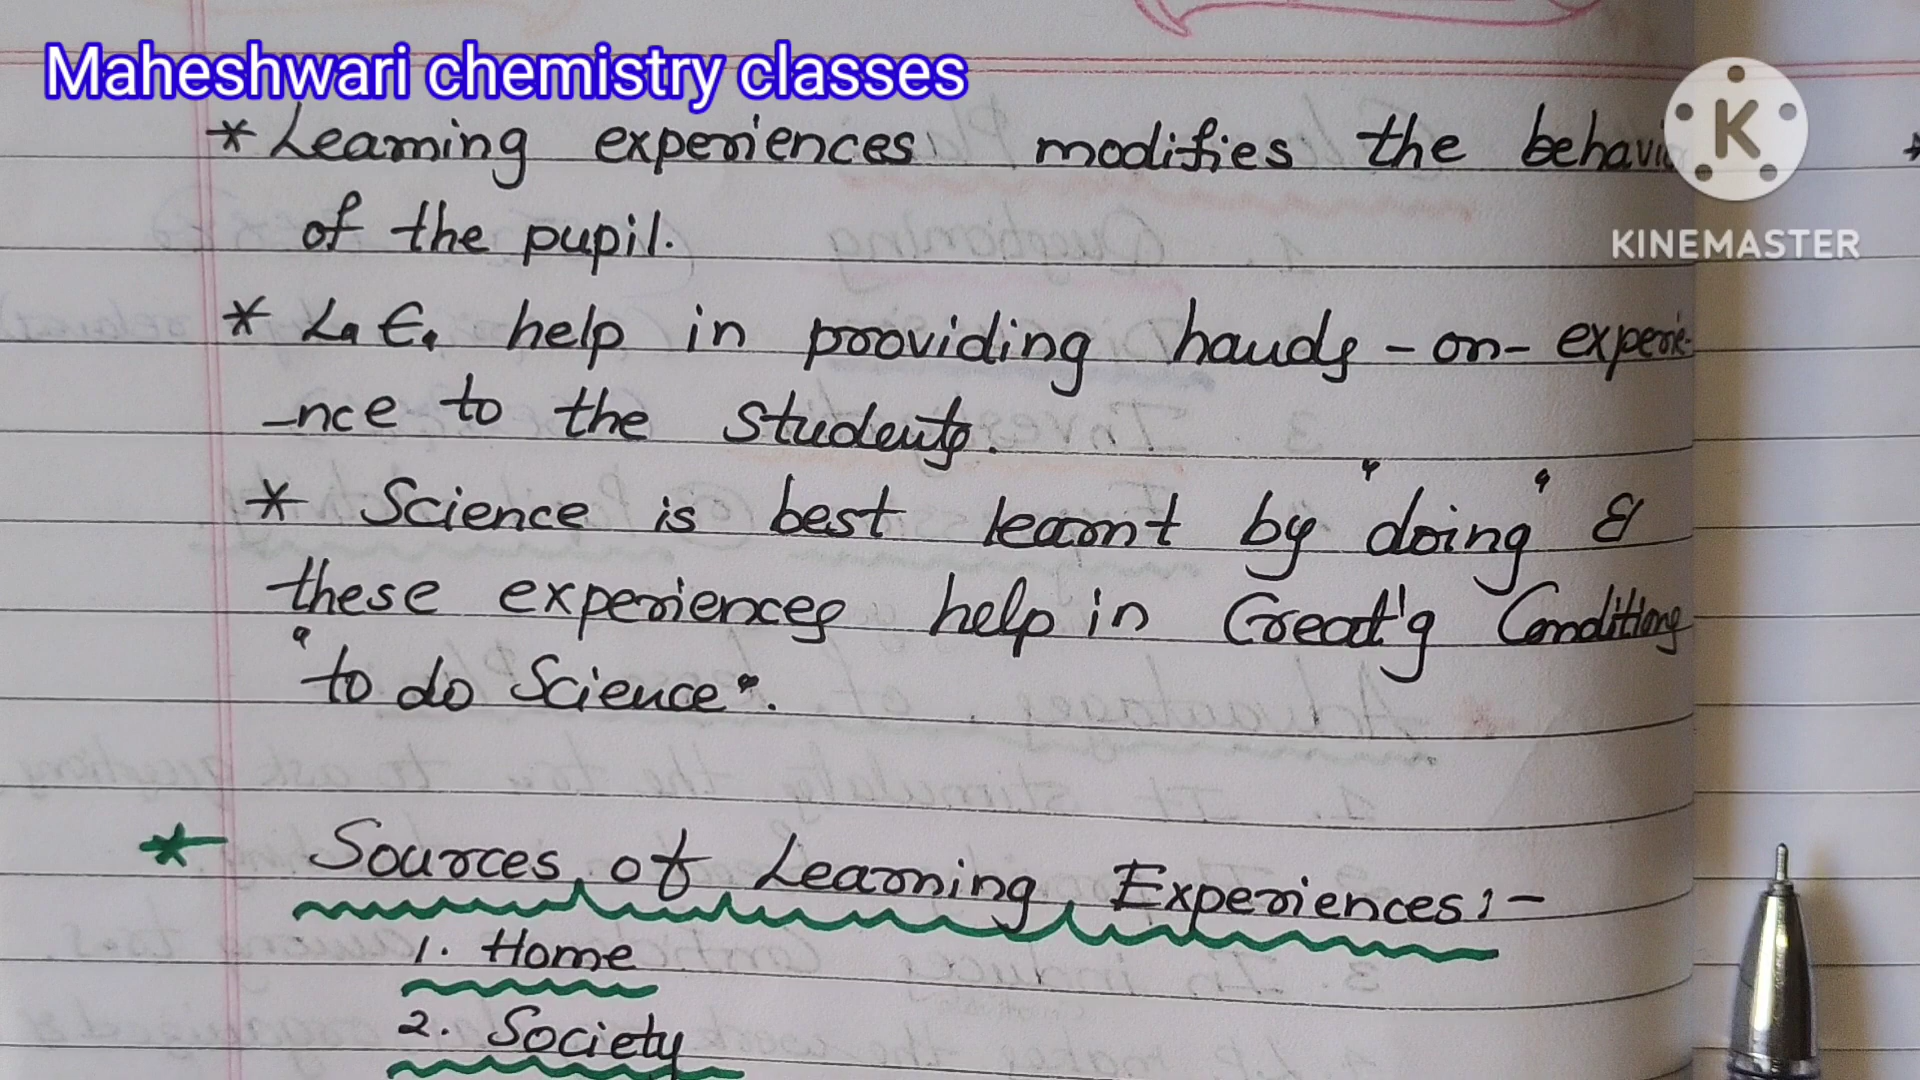 Maheshwari chemistry classes
* Learning experiences modifies the behavio
KINEMASTER
of the pupil.
* L. E. help in providing hands-on-experie-
-nce to the students.
* Science is best learnt by "doing" &
these experiences help in Creat'g Conditions
"to do Science".
* Sources of Learning Experiences:-
1. Home
2. Society